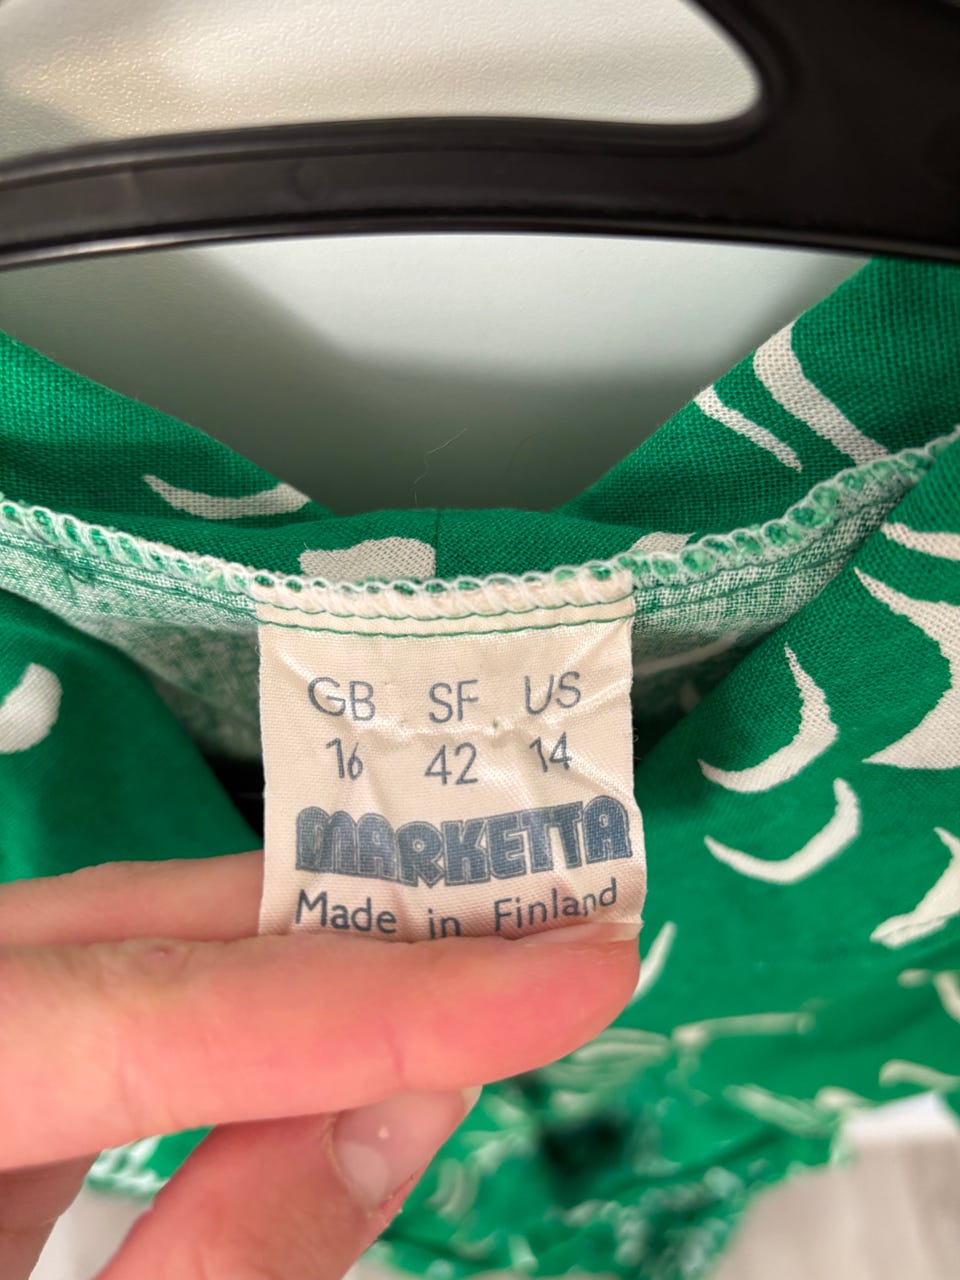 GB SF US
16 42 14
MARKETTA
Made in Finland